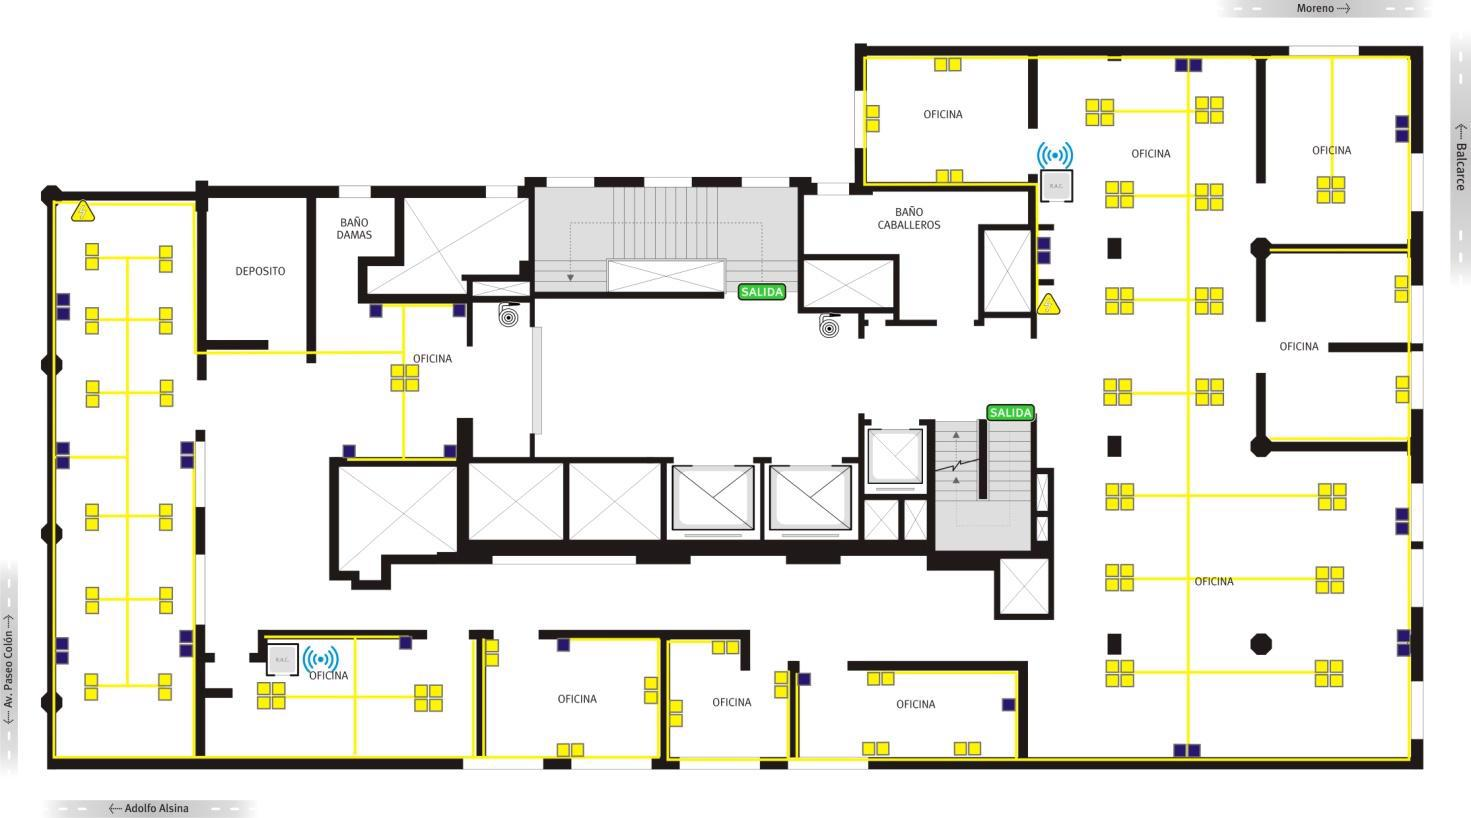 Moreno
Balcarce
OFICINA
OFICINA
OFICINA
R.A.C.
BAÑO
DAMAS
BAÑO
CABALLEROS
DEPOSITO
SALIDA
OFICINA
OFICINA
SALIDA
OFICINA
Av. Paseo Colón
R.A.C.
OFICINA
OFICINA
OFICINA
OFICINA
Adolfo Alsina